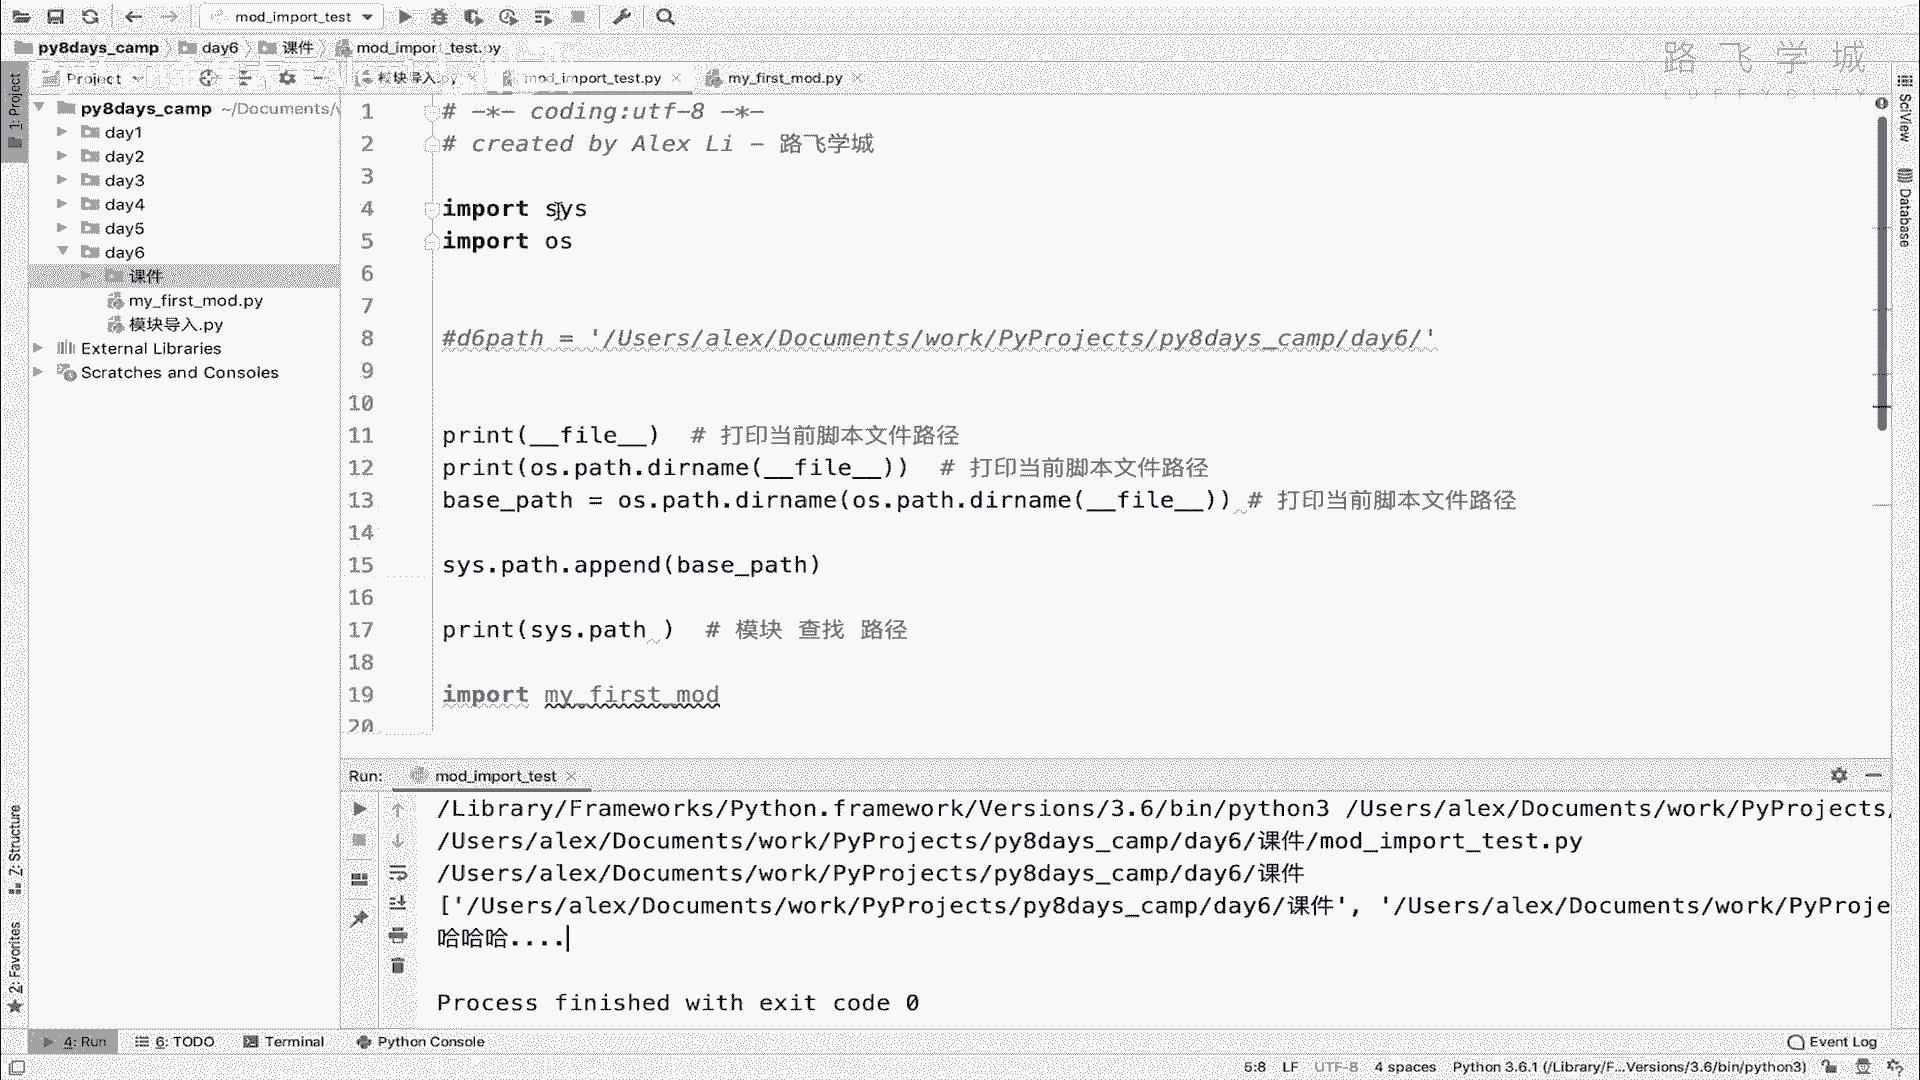 mod_import_test
py8days_camp
day6
课件
mod_import_test.py
路飞学城
LUFFYCITY
Project
模块导入.py
mod_import_test.py
my_first_mod.py
1: Project
py8days_camp ~/Documents/
day1
day2
day3
day4
day5
day6
课件
my_first_mod.py
模块导入.py
External Libraries
Scratches and Consoles
1 # -*- coding:utf-8 -*-
2 # created by Alex Li - 路飞学城
3
4 import sys
5 import os
6
7
8 #d6path = '/Users/alex/Documents/work/PyProjects/py8days_camp/day6/'
9
10
11 print(__file__)  # 打印当前脚本文件路径
12 print(os.path.dirname(__file__))  # 打印当前脚本文件路径
13 base_path = os.path.dirname(os.path.dirname(__file__)) # 打印当前脚本文件路径
14
15 sys.path.append(base_path)
16
17 print(sys.path )  # 模块 查找 路径
18
19 import my_first_mod
20
SciView
Database
Run:
mod_import_test
/Library/Frameworks/Python.framework/Versions/3.6/bin/python3 /Users/alex/Documents/work/PyProjects/
/Users/alex/Documents/work/PyProjects/py8days_camp/day6/课件/mod_import_test.py
/Users/alex/Documents/work/PyProjects/py8days_camp/day6/课件
['/Users/alex/Documents/work/PyProjects/py8days_camp/day6/课件', '/Users/alex/Documents/work/PyProje
哈哈哈....
Process finished with exit code 0
Z: Structure
2: Favorites
4: Run
6: TODO
Terminal
Python Console
Event Log
5:8
LF
UTF-8
4 spaces
Python 3.6.1 (/Library/F...Versions/3.6/bin/python3)